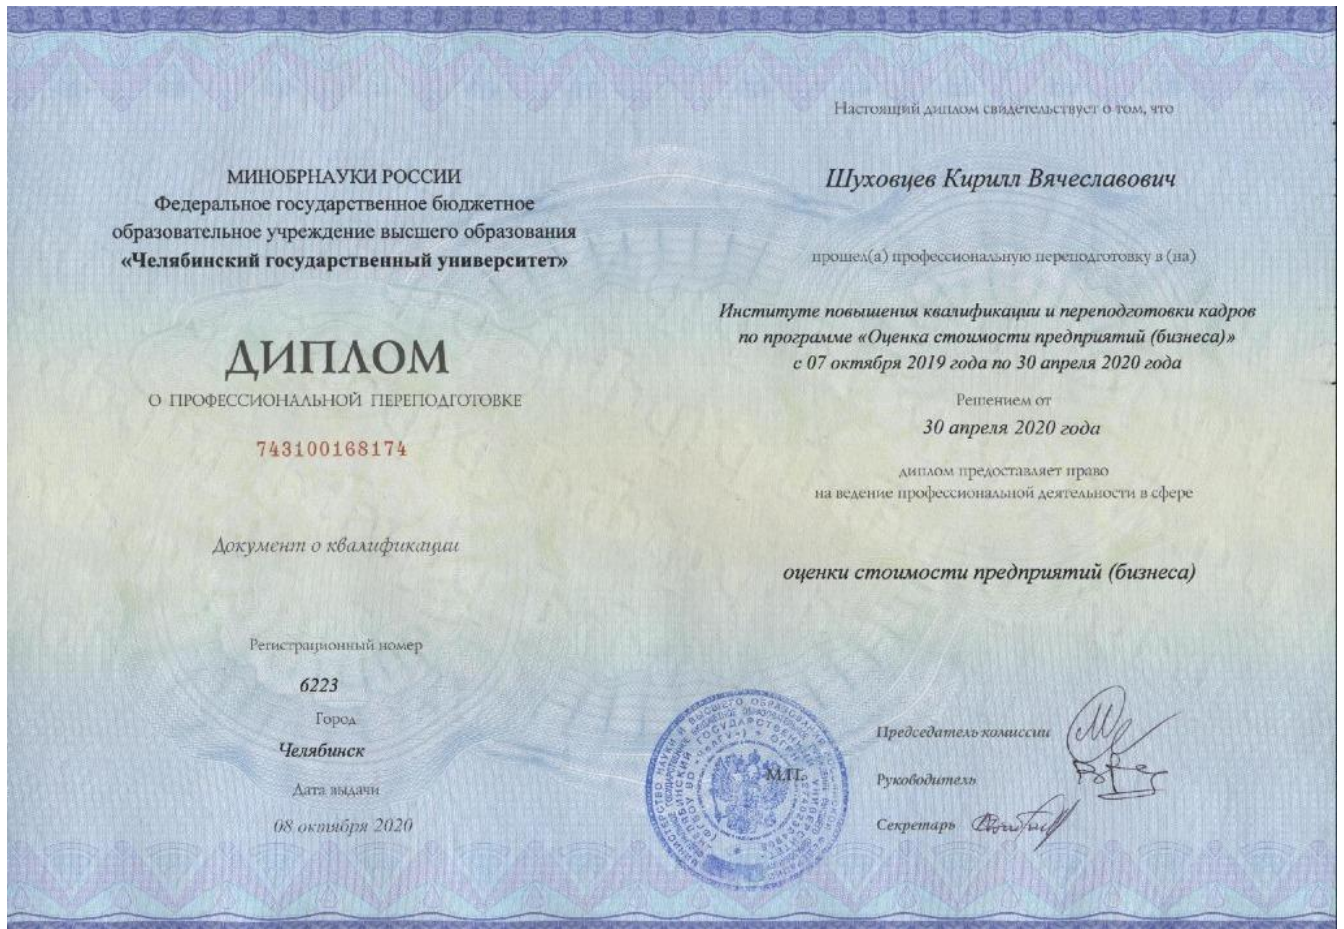 МИНОБРНАУКИ РОССИИ
Федеральное государственное бюджетное
образовательное учреждение высшего образования
«Челябинский государственный университет»
ДИПЛОМ
О ПРОФЕССИОНАЛЬНОЙ ПЕРЕПОДГОТОВКЕ
743100168174
Документ о квалификации
Регистрационный номер
6223
Город
Челябинск
Дата выдачи
08 октября 2020
Настоящий диплом свидетельствует о том, что
Шуховцев Кирилл Вячеславович
прошел(а) профессиональную переподготовку в (на)
Институте повышения квалификации и переподготовки кадров
по программе «Оценка стоимости предприятий (бизнеса)»
с 07 октября 2019 года по 30 апреля 2020 года
Решением от
30 апреля 2020 года
диплом предоставляет право
на ведение профессиональной деятельности в сфере
оценки стоимости предприятий (бизнеса)
М.П.
Председатель комиссии
Руководитель
Секретарь